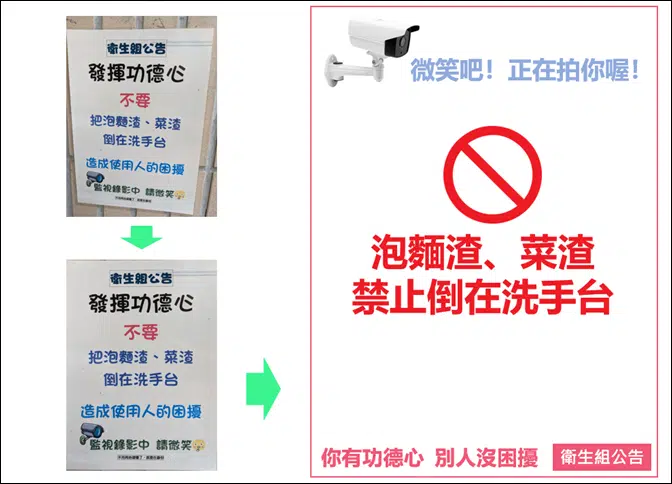 衛生組公告
發揮功德心
不要
把泡麵渣、菜渣
倒在洗手台
造成使用人的困擾
監視錄影中 請微笑
衛生組公告
發揮功德心
不要
把泡麵渣、菜渣
倒在洗手台
造成使用人的困擾
監視錄影中 請微笑
微笑吧！正在拍你喔！
泡麵渣、菜渣
禁止倒在洗手台
你有功德心 別人沒困擾
衛生組公告